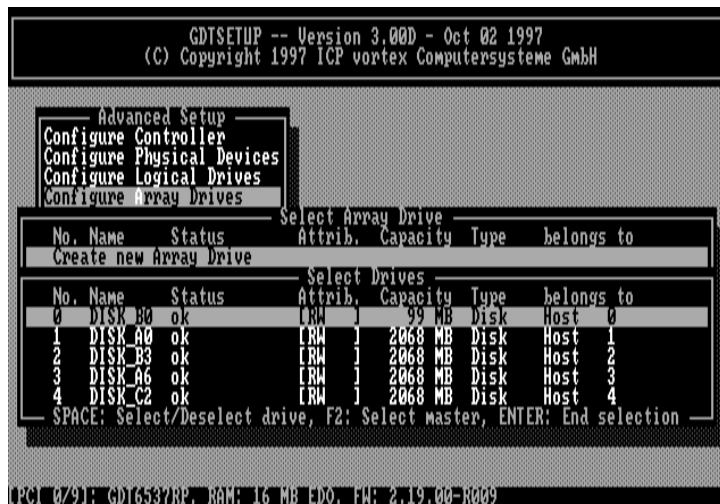 GDTSETUP -- Version 3.00D - Oct 02 1997
(C) Copyright 1997 ICP vortex Computersysteme GmbH
Advanced Setup
Configure Controller
Configure Physical Devices
Configure Logical Drives
Configure Array Drives
Select Array Drive
No. Name Status Attrib. Capacity Type belongs to
Create new Array Drive
Select Drives
No. Name Status Attrib. Capacity Type belongs to
0 DISK_B0 ok [RW ] 99 MB Disk Host 0
1 DISK_A0 ok [RW ] 2068 MB Disk Host 1
2 DISK_B3 ok [RW ] 2068 MB Disk Host 2
3 DISK_A6 ok [RW ] 2068 MB Disk Host 3
4 DISK_C2 ok [RW ] 2068 MB Disk Host 4
SPACE: Select/Deselect drive, F2: Select master, ENTER: End selection
[PCI 0/9]: GDT6537RP, RAM: 16 MB EDO, FW: 2.19.00-R009